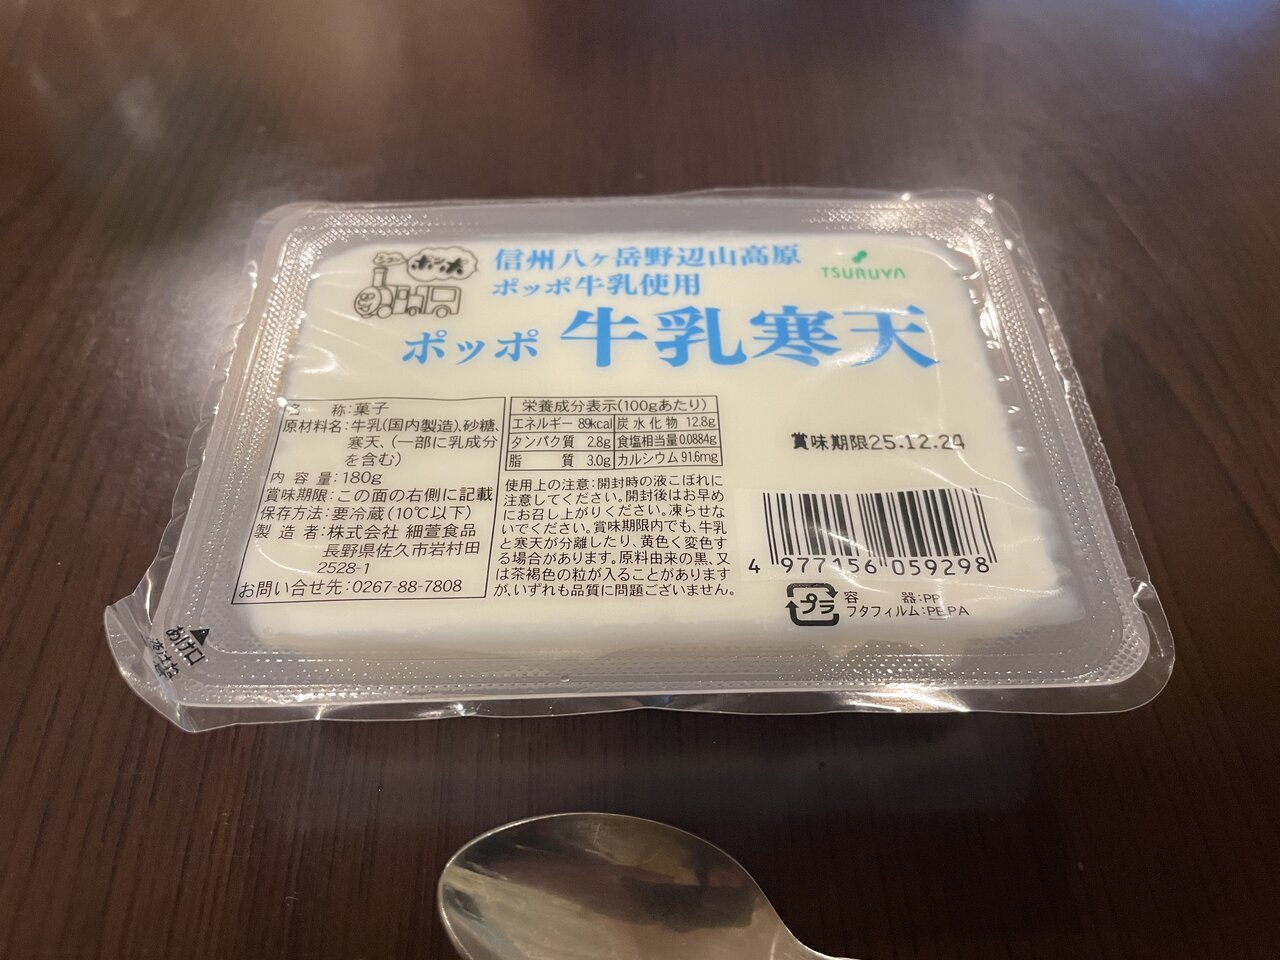 シュッ
ポッポ
信州八ヶ岳野辺山高原
ポッポ牛乳使用
TSURUYA
ポッポ 牛乳寒天
名 称:菓子
原材料名:牛乳(国内製造)、砂糖、
寒天、(一部に乳成分
を含む)
内容量:180g
賞味期限:この面の右側に記載
保存方法:要冷蔵(10℃以下)
製造者:株式会社 細萱食品
長野県佐久市岩村田
2528-1
お問い合せ先:0267-88-7808
栄養成分表示(100gあたり)
エネルギー 89kcal 炭水化物 12.8g
タンパク質 2.8g 食塩相当量 0.0884g
脂質 3.0g カルシウム 91.6mg
使用上の注意:開封時の液こぼれに
注意してください。開封後はお早め
にお召し上がりください。凍らせな
いでください。賞味期限内でも、牛乳
と寒天が分離したり、黄色く変色す
る場合があります。原料由来の黒、又
は茶褐色の粒が入ることがあります
が、いずれも品質に問題ございません。
賞味期限25.12.24
4 977156 059298
プラ
容 器:PP
フタフィルム:PE,PA
あけ口